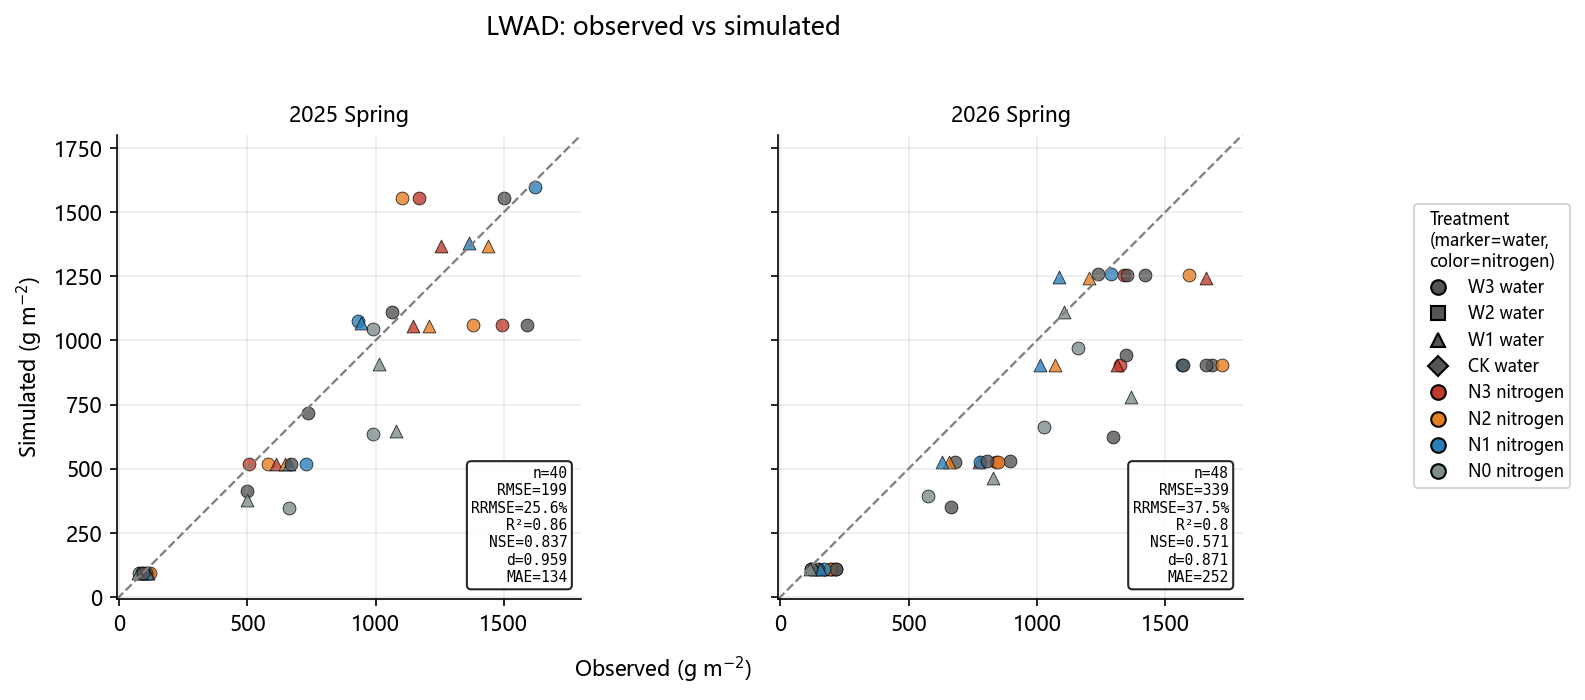 LWAD: observed vs simulated
2025 Spring
2026 Spring
Simulated (g m⁻²)
1750
1500
1250
1000
750
500
250
0
0
500
1000
1500
n=40
RMSE=199
RRMSE=25.6%
R²=0.86
NSE=0.837
d=0.959
MAE=134
0
500
1000
1500
n=48
RMSE=339
RRMSE=37.5%
R²=0.8
NSE=0.571
d=0.871
MAE=252
Observed (g m⁻²)
Treatment
(marker=water,
color=nitrogen)
W3 water
W2 water
W1 water
CK water
N3 nitrogen
N2 nitrogen
N1 nitrogen
N0 nitrogen